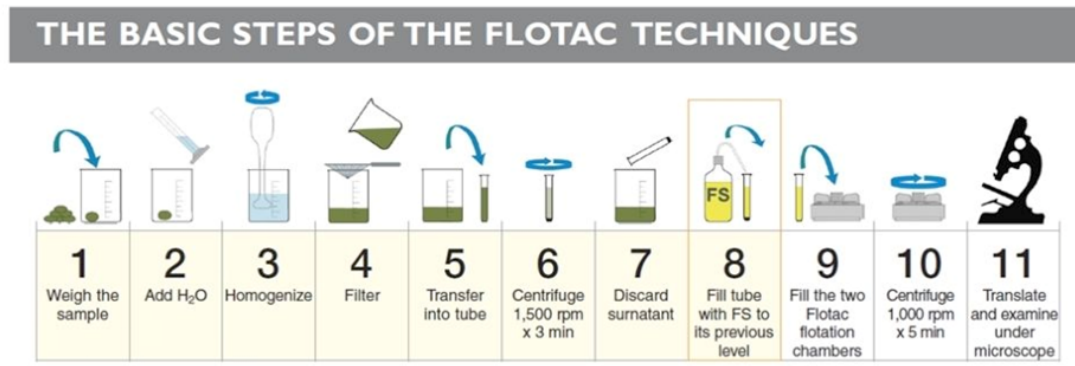 THE BASIC STEPS OF THE FLOTAC TECHNIQUES
FS
1
Weigh the
sample
2
Add H₂O
3
Homogenize
4
Filter
5
Transfer
into tube
6
Centrifuge
1,500 rpm
x 3 min
7
Discard
surnatant
8
Fill tube
with FS to
its previous
level
9
Fill the two
Flotac
flotation
chambers
10
Centrifuge
1,000 rpm
x 5 min
11
Translate
and examine
under
microscope